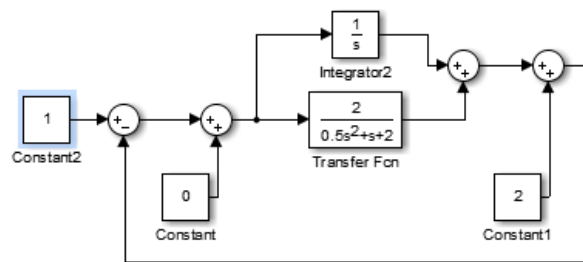 1
s
Integrator2
1
Constant2
2
0.5s²+s+2
Transfer Fcn
0
Constant
2
Constant1